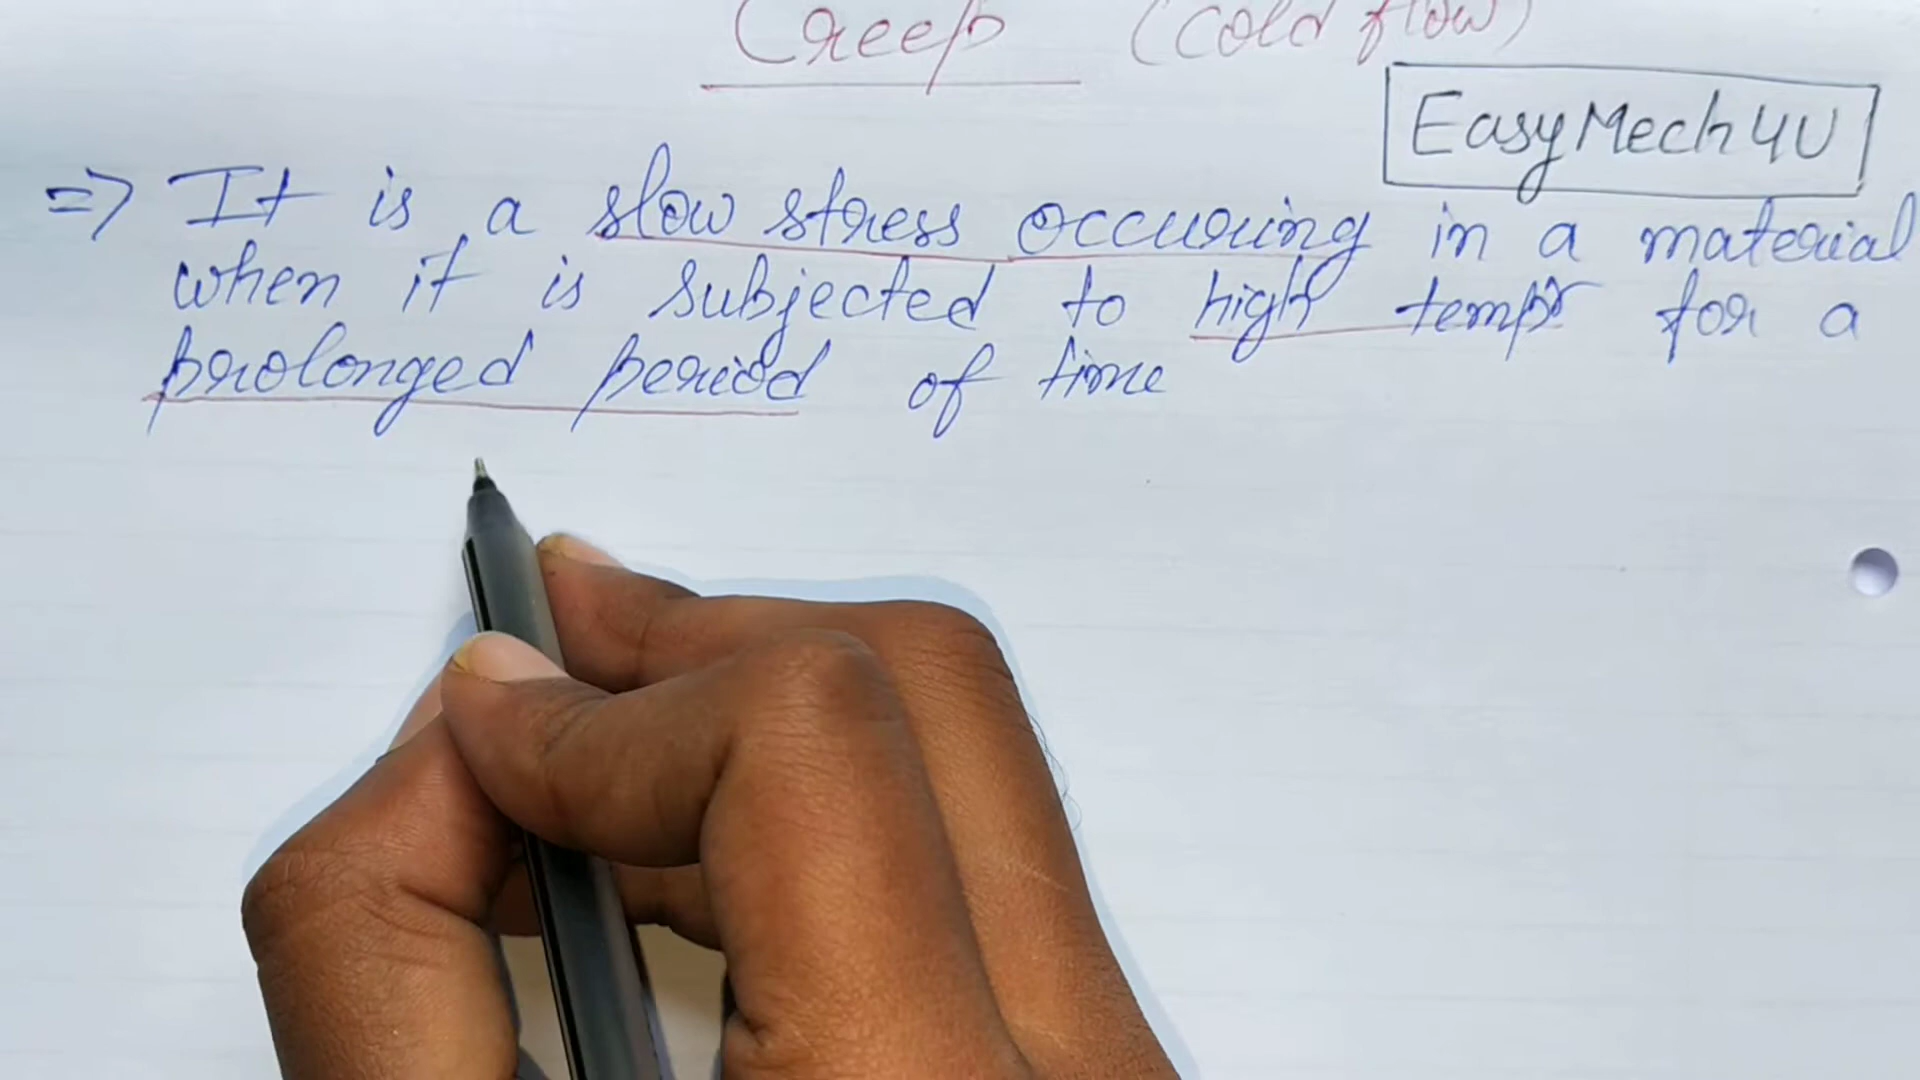 Creep (cold flow)
EasyMech4U
=> It is a slow stress occuring in a material
when it is subjected to high tempr for a
prolonged period of time